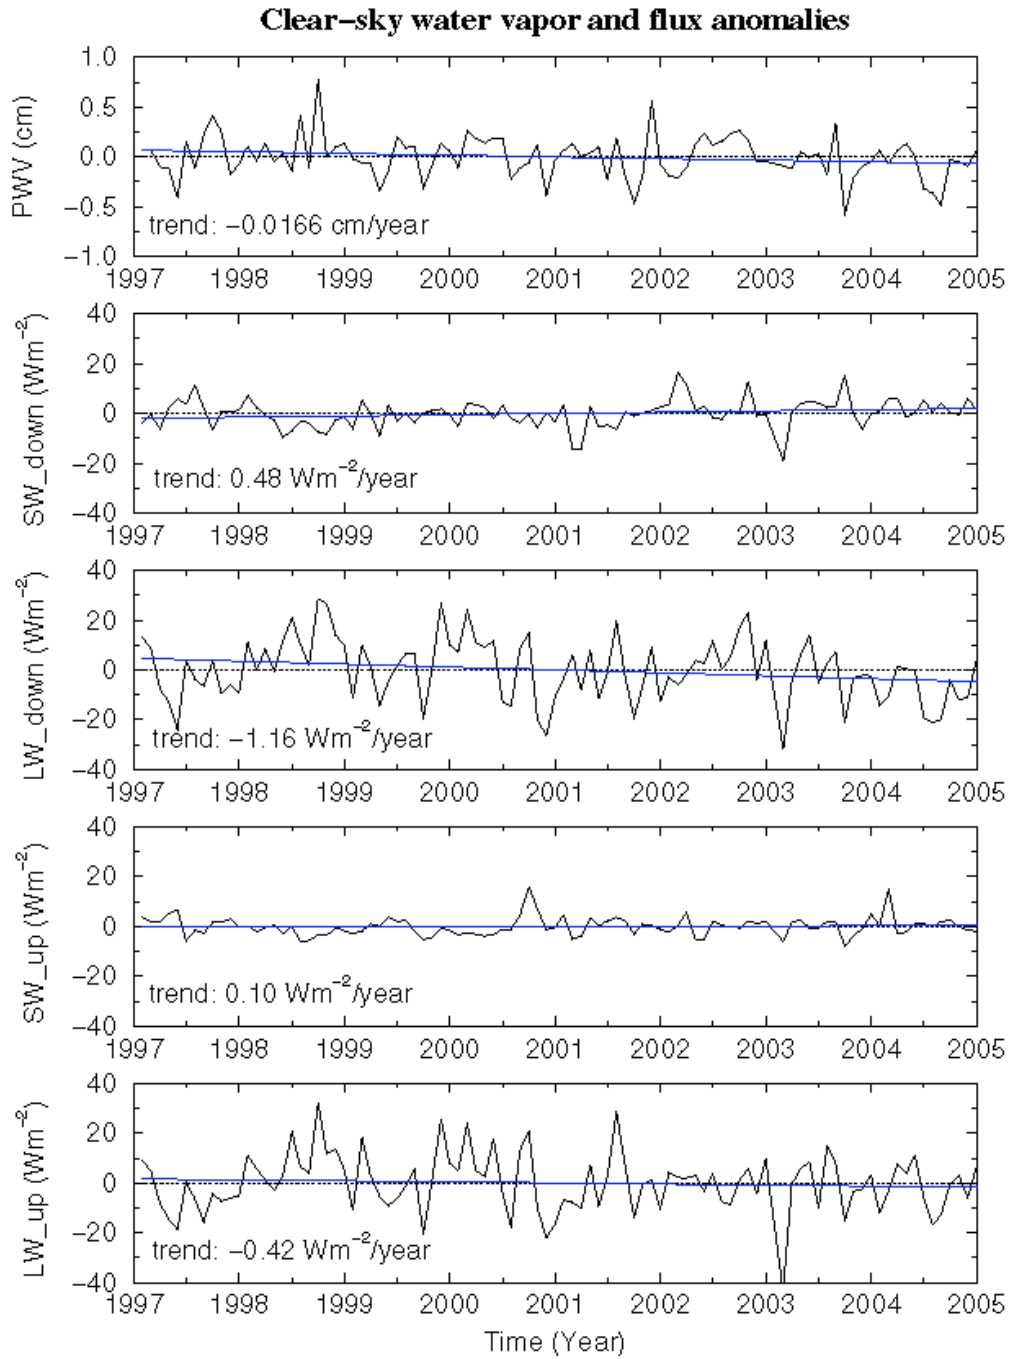 Clear−sky water vapor and flux anomalies
PWV (cm)
1.0
0.5
0.0
−0.5
−1.0
trend: −0.0166 cm/year
1997 1998 1999 2000 2001 2002 2003 2004 2005
SW_down (Wm⁻²)
40
20
0
−20
−40
trend: 0.48 Wm⁻²/year
1997 1998 1999 2000 2001 2002 2003 2004 2005
LW_down (Wm⁻²)
40
20
0
−20
−40
trend: −1.16 Wm⁻²/year
1997 1998 1999 2000 2001 2002 2003 2004 2005
SW_up (Wm⁻²)
40
20
0
−20
−40
trend: 0.10 Wm⁻²/year
1997 1998 1999 2000 2001 2002 2003 2004 2005
LW_up (Wm⁻²)
40
20
0
−20
−40
trend: −0.42 Wm⁻²/year
1997 1998 1999 2000 2001 2002 2003 2004 2005
Time (Year)